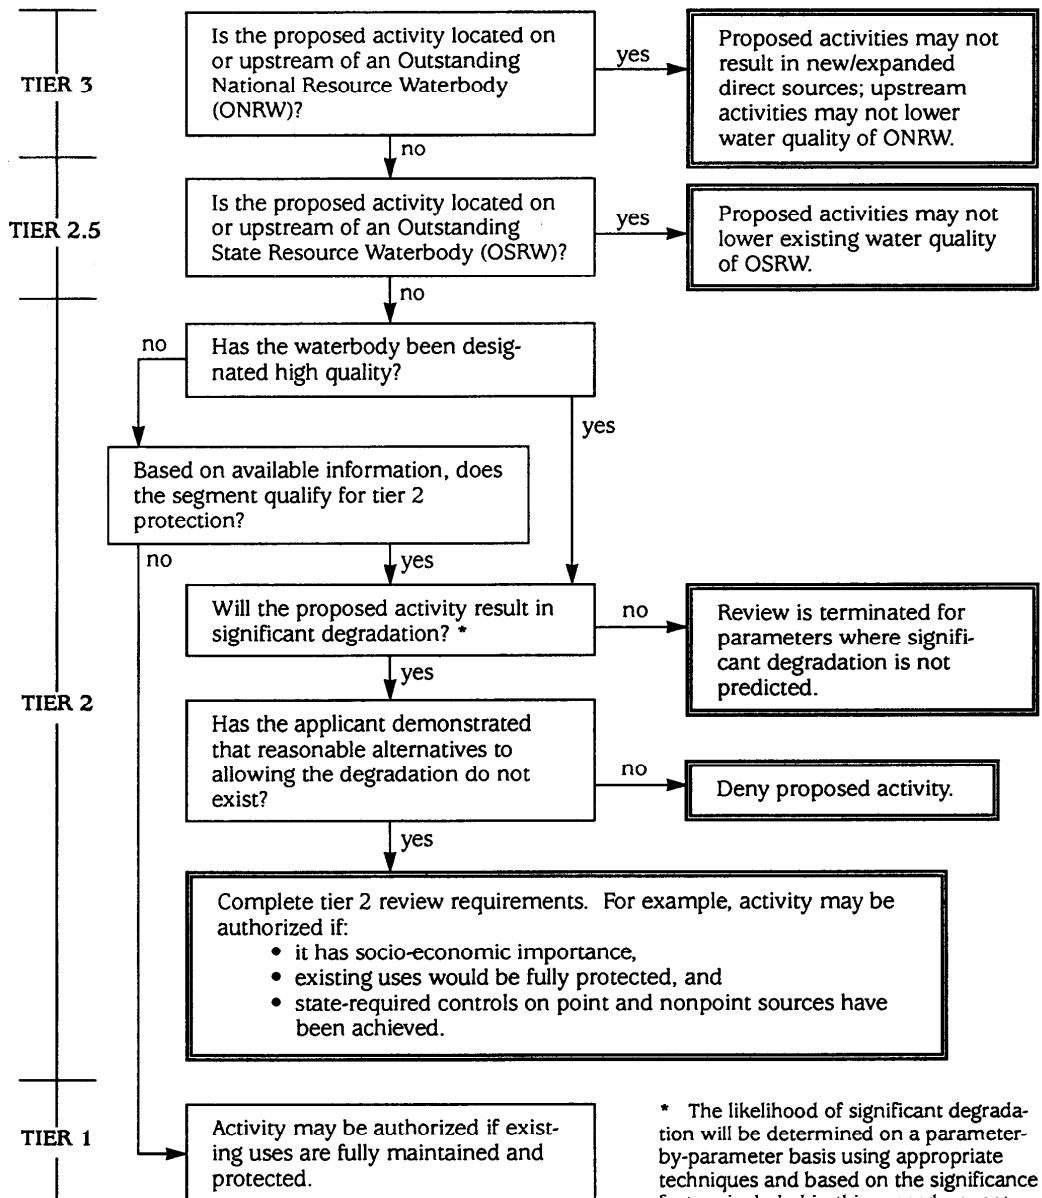 TIER 3
Is the proposed activity located on
or upstream of an Outstanding
National Resource Waterbody
(ONRW)?
yes
Proposed activities may not
result in new/expanded
direct sources; upstream
activities may not lower
water quality of ONRW.
no
TIER 2.5
Is the proposed activity located on
or upstream of an Outstanding
State Resource Waterbody (OSRW)?
yes
Proposed activities may not
lower existing water quality
of OSRW.
no
TIER 2
Has the waterbody been desig-
nated high quality?
no
yes
Based on available information, does
the segment qualify for tier 2
protection?
no
yes
Will the proposed activity result in
significant degradation? *
no
Review is terminated for
parameters where signifi-
cant degradation is not
predicted.
yes
Has the applicant demonstrated
that reasonable alternatives to
allowing the degradation do not
exist?
no
Deny proposed activity.
yes
Complete tier 2 review requirements. For example, activity may be
authorized if:
• it has socio-economic importance,
• existing uses would be fully protected, and
• state-required controls on point and nonpoint sources have
been achieved.
TIER 1
Activity may be authorized if exist-
ing uses are fully maintained and
protected.
* The likelihood of significant degrada-
tion will be determined on a parameter-
by-parameter basis using appropriate
techniques and based on the significance